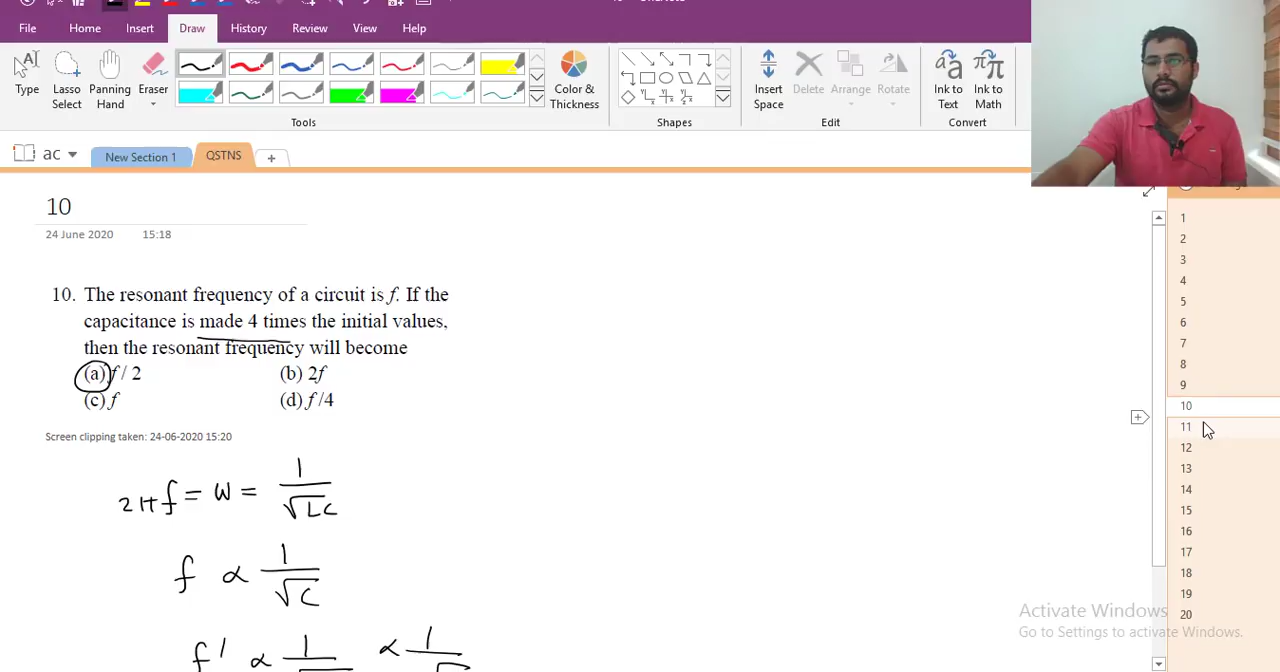 File Home Insert Draw History Review View Help
Type
Lasso Select
Panning Hand
Eraser
Color & Thickness
Insert Space
Delete
Arrange
Rotate
Ink to Text
Ink to Math
Tools
Shapes
Edit
Convert
ac
New Section 1
QSTNS
10
24 June 2020 15:18
10. The resonant frequency of a circuit is f. If the
capacitance is made 4 times the initial values,
then the resonant frequency will become
(a) f / 2 (b) 2f
(c) f (d) f /4
Screen clipping taken: 24-06-2020 15:20
2πf = W = 1/√LC
f ∝ 1/√C
f' ∝ 1 ∝ 1
1
2
3
4
5
6
7
8
9
10
11
12
13
14
15
16
17
18
19
20
Activate Windows
Go to Settings to activate Windows.